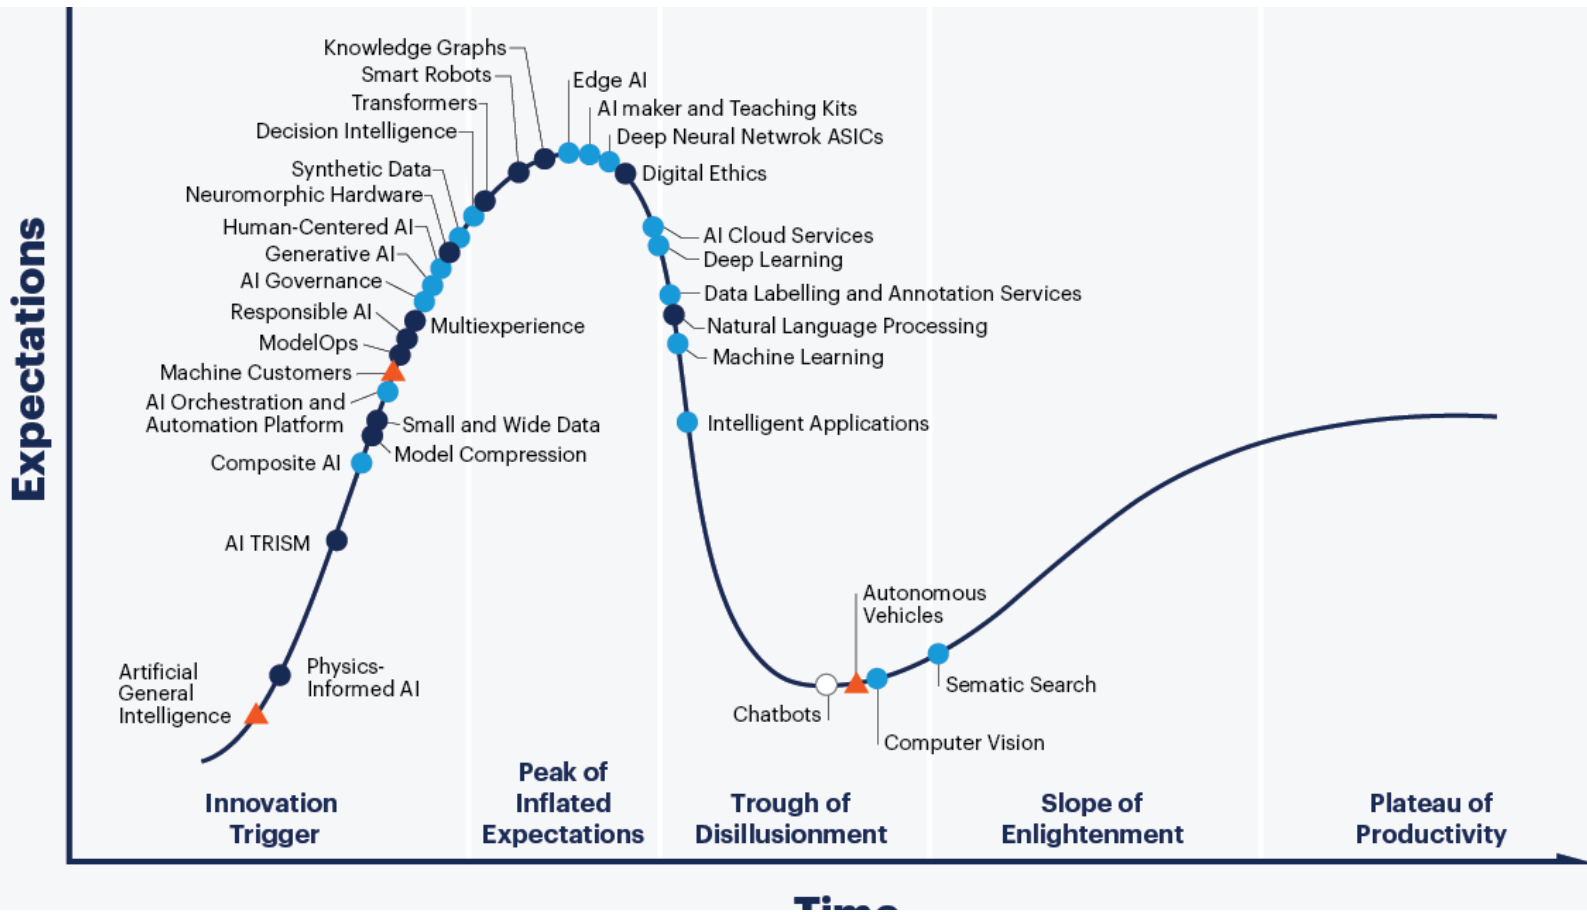 Expectations
Knowledge Graphs
Smart Robots
Transformers
Decision Intelligence
Synthetic Data
Neuromorphic Hardware
Human-Centered AI
Generative AI
AI Governance
Responsible AI
Multiexperience
ModelOps
Machine Customers
AI Orchestration and
Automation Platform
Small and Wide Data
Model Compression
Composite AI
AI TRISM
Physics-
Informed AI
Artificial
General
Intelligence
Edge AI
AI maker and Teaching Kits
Deep Neural Netwrok ASICs
Digital Ethics
AI Cloud Services
Deep Learning
Data Labelling and Annotation Services
Natural Language Processing
Machine Learning
Intelligent Applications
Autonomous
Vehicles
Chatbots
Sematic Search
Computer Vision
Innovation
Trigger
Peak of
Inflated
Expectations
Trough of
Disillusionment
Slope of
Enlightenment
Plateau of
Productivity
Time